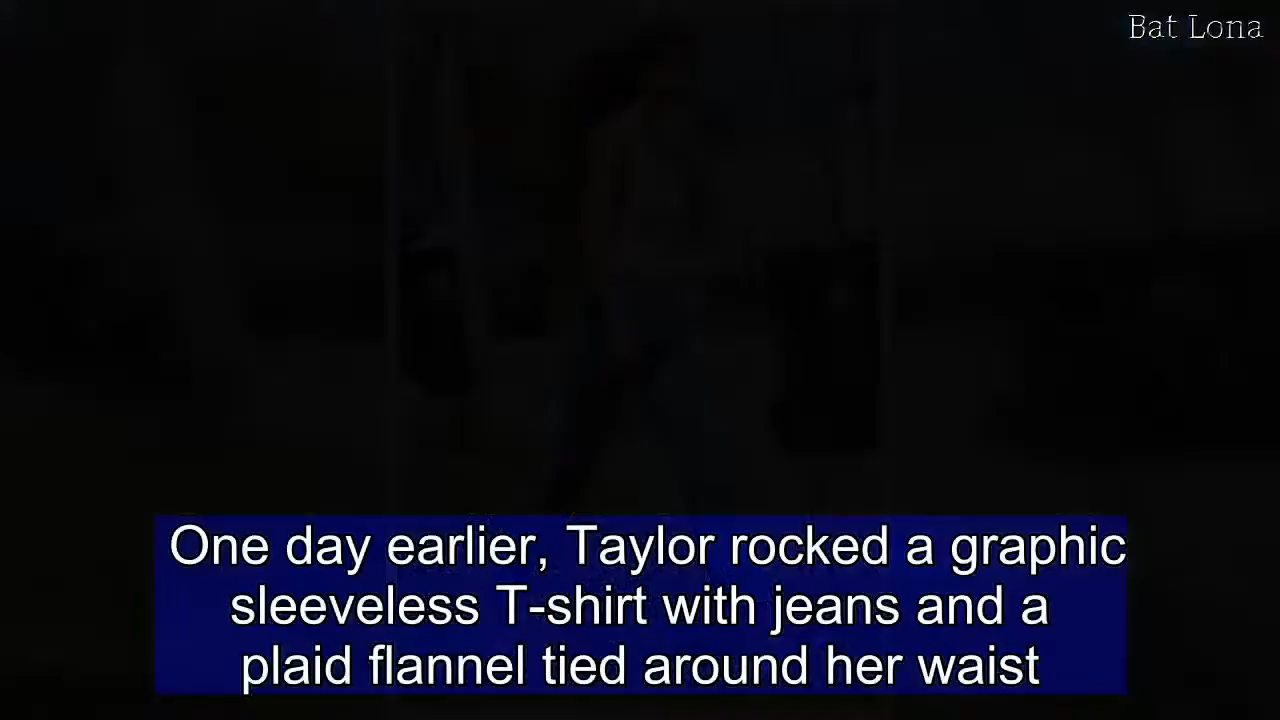 Bat Lona
One day earlier, Taylor rocked a graphic
sleeveless T-shirt with jeans and a
plaid flannel tied around her waist